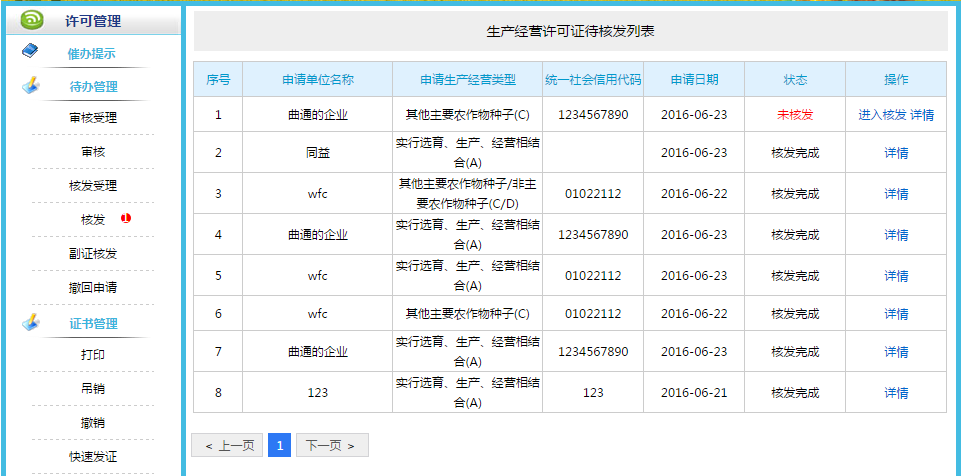 许可管理
催办提示
待办管理
审核受理
审核
核发受理
核发 1
副证核发
撤回申请
证书管理
打印
吊销
撤销
快速发证
生产经营许可证待核发列表
序号 申请单位名称 申请生产经营类型 统一社会信用代码 申请日期 状态 操作
1 曲通的企业 其他主要农作物种子(C) 1234567890 2016-06-23 未核发 进入核发 详情
2 同益 实行选育、生产、经营相结
合(A) 2016-06-23 核发完成 详情
3 wfc 其他主要农作物种子/非主
要农作物种子(C/D) 01022112 2016-06-22 核发完成 详情
4 曲通的企业 实行选育、生产、经营相结
合(A) 1234567890 2016-06-23 核发完成 详情
5 wfc 实行选育、生产、经营相结
合(A) 01022112 2016-06-23 核发完成 详情
6 wfc 其他主要农作物种子(C) 01022112 2016-06-22 核发完成 详情
7 曲通的企业 实行选育、生产、经营相结
合(A) 1234567890 2016-06-23 核发完成 详情
8 123 实行选育、生产、经营相结
合(A) 123 2016-06-21 核发完成 详情
< 上一页 1 下一页 >